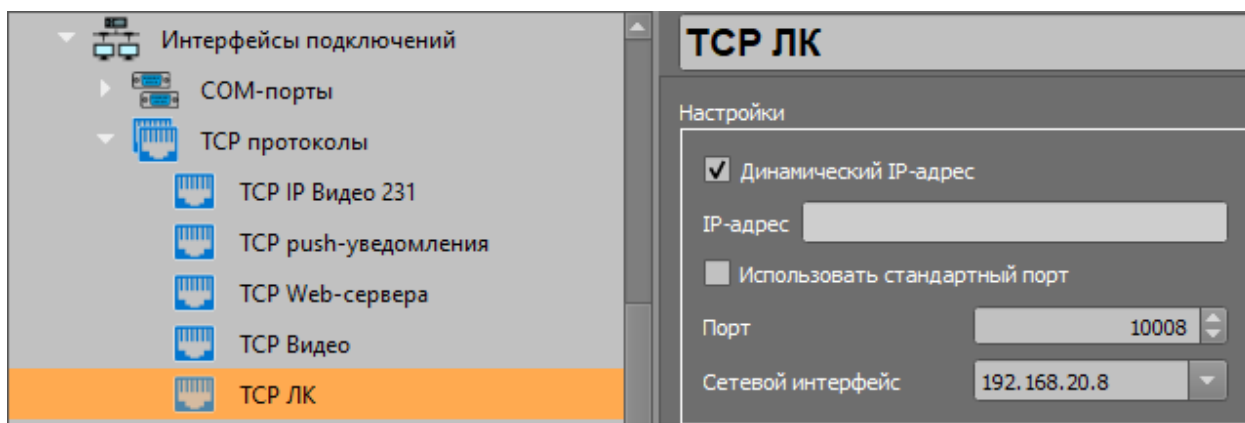 Интерфейсы подключений
COM-порты
TCP протоколы
TCP IP Видео 231
TCP push-уведомления
TCP Web-сервера
TCP Видео
TCP ЛК
TCP ЛК
Настройки
Динамический IP-адрес
IP-адрес
Использовать стандартный порт
Порт 10008
Сетевой интерфейс 192.168.20.8